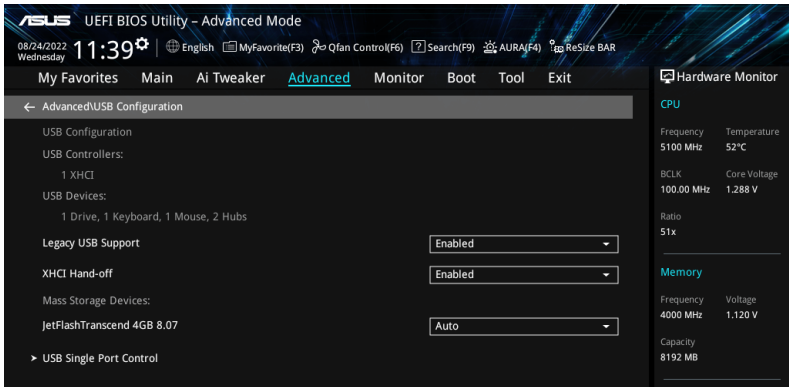 ASUS UEFI BIOS Utility – Advanced Mode
08/24/2022 Wednesday 11:39 English MyFavorite(F3) Qfan Control(F6) ? Search(F9) AURA(F4) ReSize BAR
My Favorites Main Ai Tweaker Advanced Monitor Boot Tool Exit
← Advanced\USB Configuration
USB Configuration
USB Controllers:
1 XHCI
USB Devices:
1 Drive, 1 Keyboard, 1 Mouse, 2 Hubs
Legacy USB Support Enabled
XHCI Hand-off Enabled
Mass Storage Devices:
JetFlashTranscend 4GB 8.07 Auto
USB Single Port Control
Hardware Monitor
CPU
Frequency Temperature
5100 MHz 52°C
BCLK Core Voltage
100.00 MHz 1.288 V
Ratio
51x
Memory
Frequency Voltage
4000 MHz 1.120 V
Capacity
8192 MB